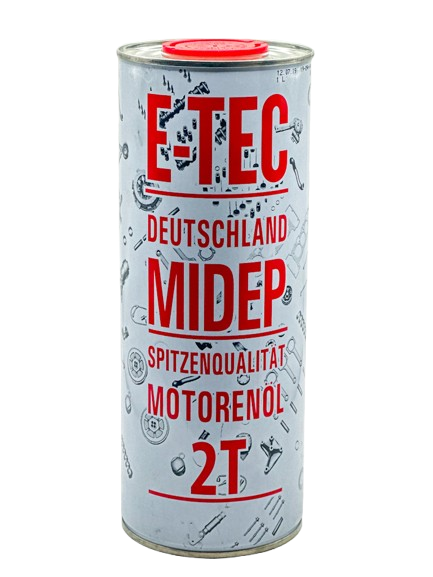 E-TEC
DEUTSCHLAND
MIDEP
SPITZENQUALITÄT
MOTORENÖL
2T